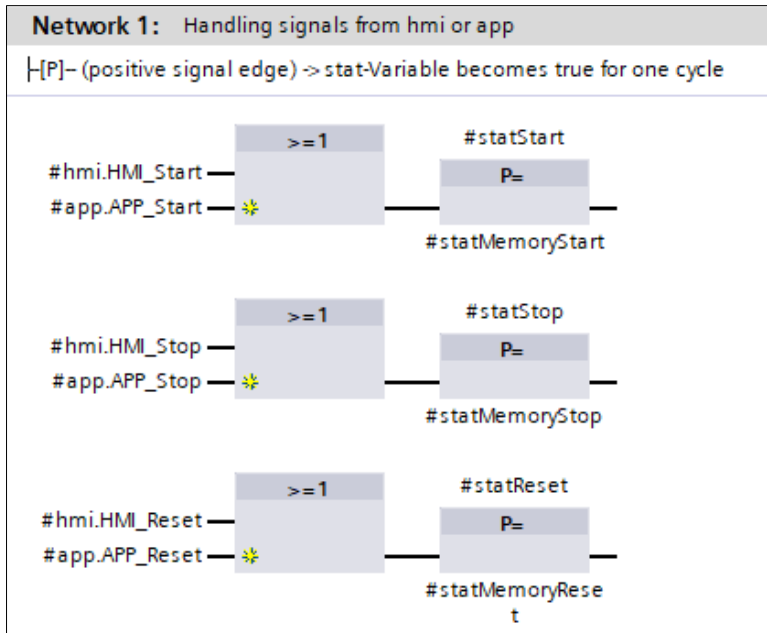 Network 1: Handling signals from hmi or app
├-[P]– (positive signal edge) -> stat-Variable becomes true for one cycle
>=1
#statStart
#hmi.HMI_Start
P=
#app.APP_Start
#statMemoryStart
>=1
#statStop
#hmi.HMI_Stop
P=
#app.APP_Stop
#statMemoryStop
>=1
#statReset
#hmi.HMI_Reset
P=
#app.APP_Reset
#statMemoryRese
t